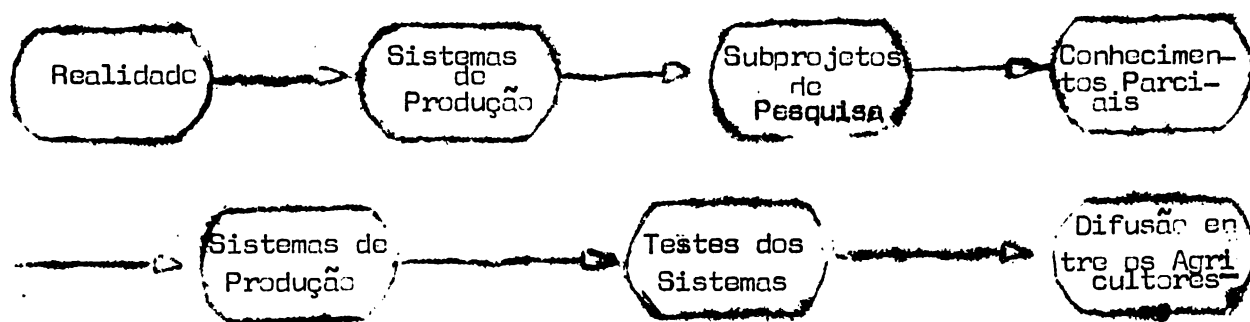 Realidade
Sistemas
de
Produção
Subprojetos
de
Pesquisa
Conhecimen-
tos Parci-
ais
Sistemas de
Produção
Testes dos
Sistemas
Difusão en
tre os Agri
cultores